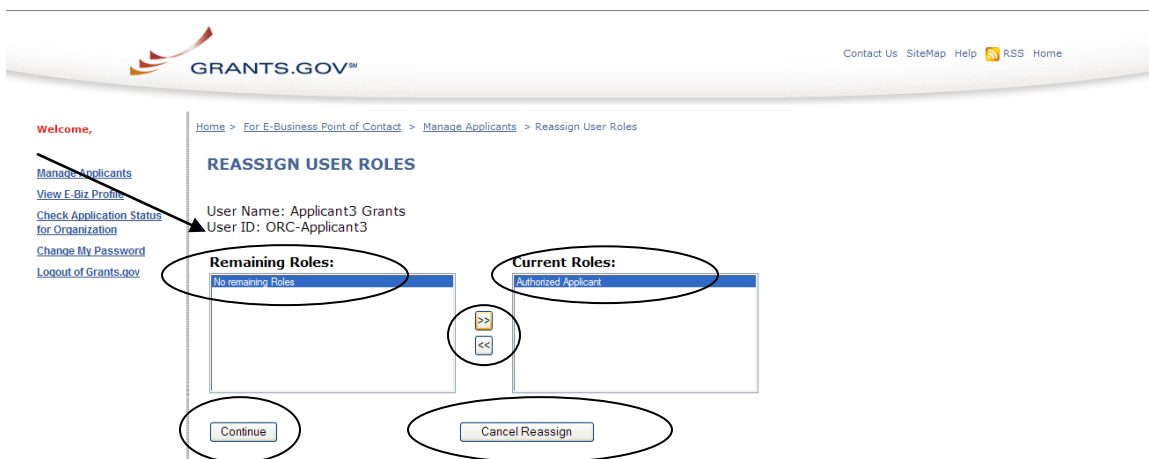 GRANTS.GOV℠
Contact Us SiteMap Help RSS Home
Welcome,
Home > For E-Business Point of Contact > Manage Applicants > Reassign User Roles
Manage Applicants
View E-Biz Profile
Check Application Status
for Organization
Change My Password
Logout of Grants.gov
REASSIGN USER ROLES
User Name: Applicant3 Grants
User ID: ORC-Applicant3
Remaining Roles:
No remaining Roles
>>
<<
Current Roles:
Authorized Applicant
Continue
Cancel Reassign